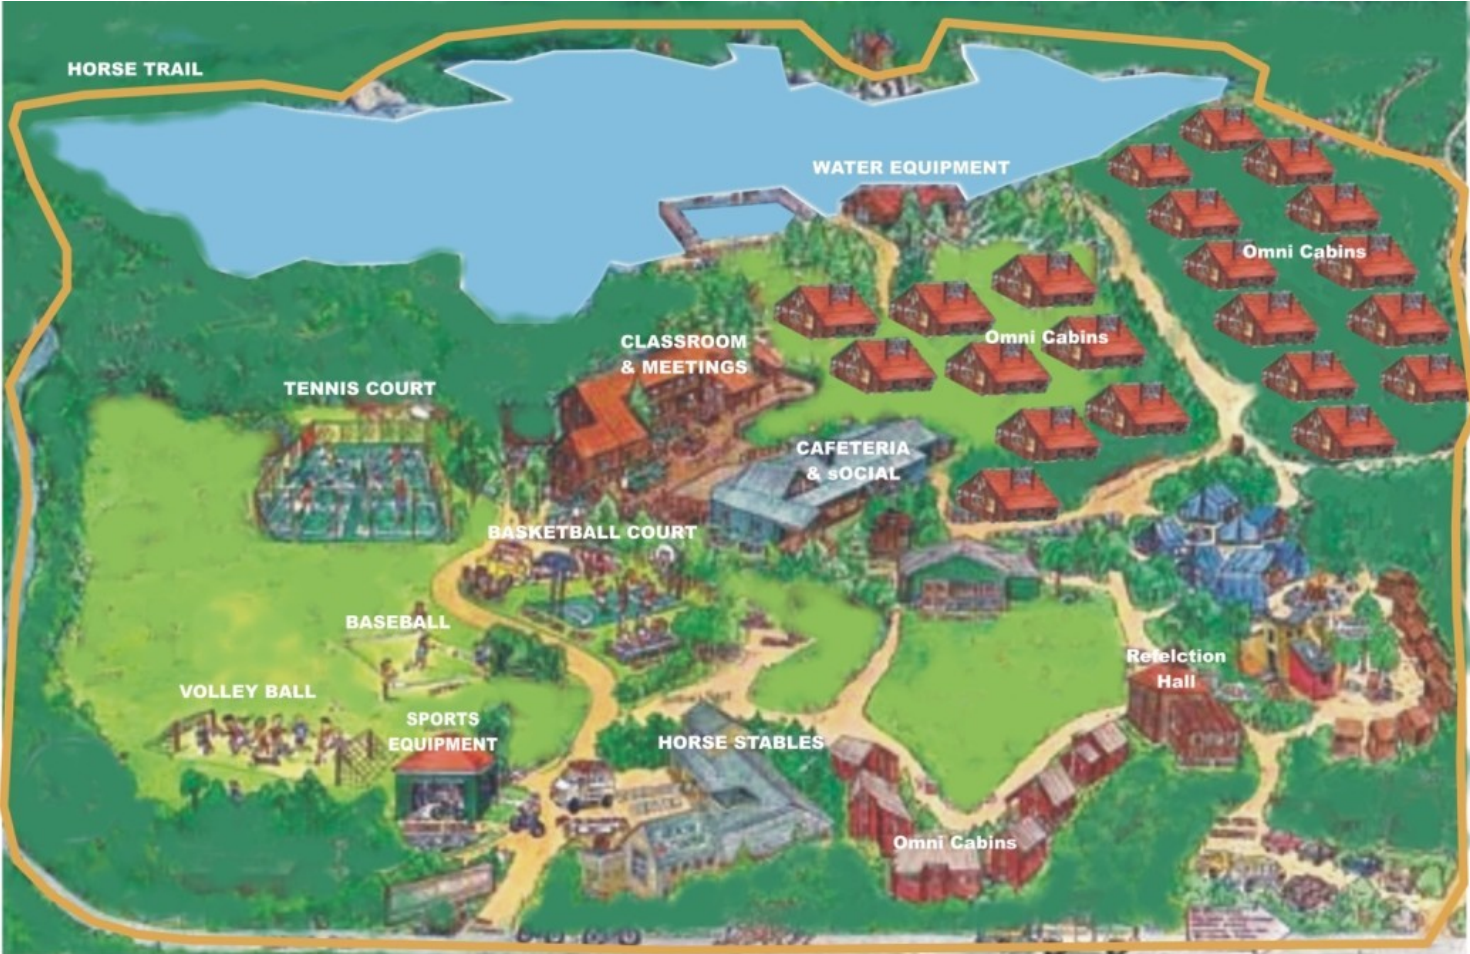 HORSE TRAIL
WATER EQUIPMENT
Omni Cabins
Omni Cabins
CLASSROOM
& MEETINGS
TENNIS COURT
CAFETERIA
& sOCIAL
BASKETBALL COURT
BASEBALL
Refelction
Hall
VOLLEY BALL
SPORTS
EQUIPMENT
HORSE STABLES
Omni Cabins